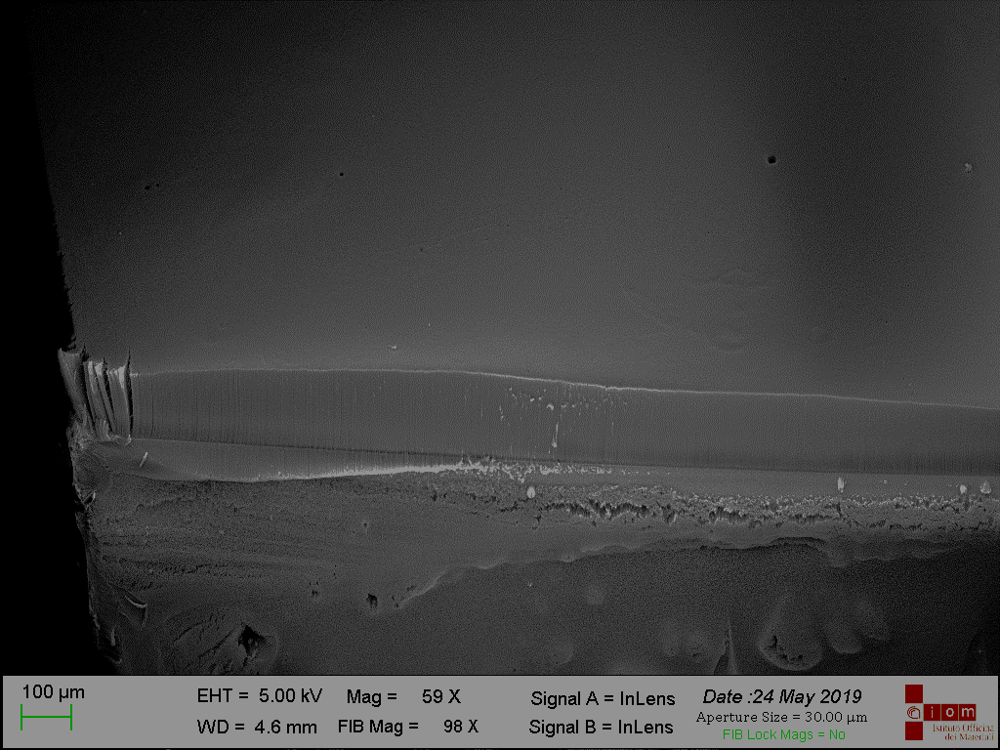 100 µm
EHT = 5.00 kV Mag = 59 X Signal A = InLens Date :24 May 2019
WD = 4.6 mm FIB Mag = 98 X Signal B = InLens Aperture Size = 30.00 µm
FIB Lock Mags = No
iom
Istituto Officina
dei Materiali